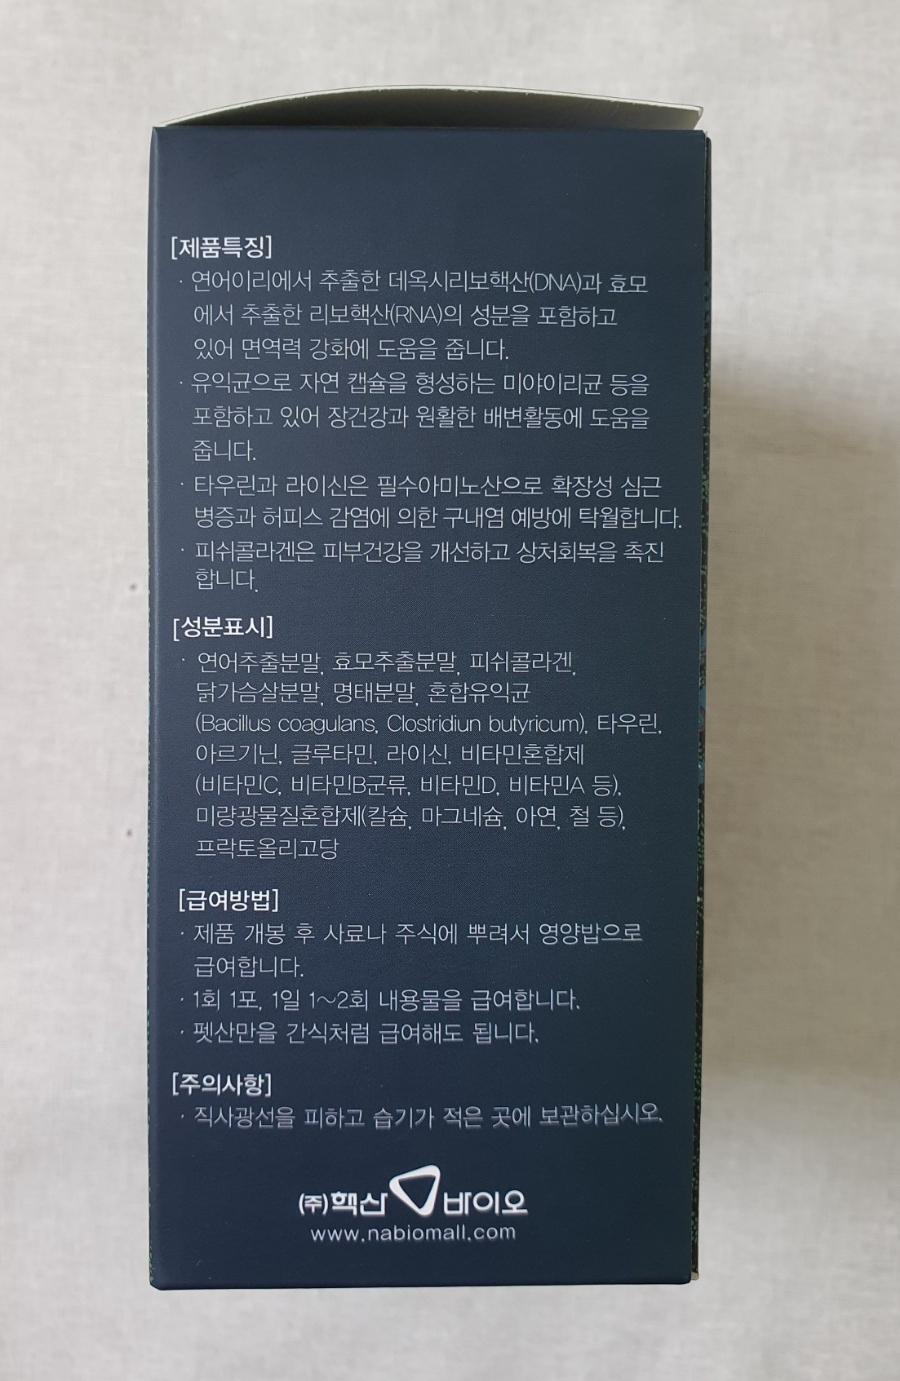 [제품특징]
· 연어이리에서 추출한 데옥시리보핵산(DNA)과 효모
에서 추출한 리보핵산(RNA)의 성분을 포함하고
있어 면역력 강화에 도움을 줍니다.
· 유익균으로 자연 캡슐을 형성하는 미야이리균 등을
포함하고 있어 장건강과 원활한 배변활동에 도움을
줍니다.
· 타우린과 라이신은 필수아미노산으로 확장성 심근
병증과 허피스 감염에 의한 구내염 예방에 탁월합니다.
· 피쉬콜라겐은 피부건강을 개선하고 상처회복을 촉진
합니다.
[성분표시]
· 연어추출분말, 효모추출분말, 피쉬콜라겐,
닭가슴살분말, 명태분말, 혼합유익균
(Bacillus coagulans, Clostridiun butyricum), 타우린,
아르기닌, 글루타민, 라이신, 비타민혼합제
(비타민C, 비타민B군류, 비타민D, 비타민A 등),
미량광물질혼합제(칼슘, 마그네슘, 아연, 철 등),
프락토올리고당
[급여방법]
· 제품 개봉 후 사료나 주식에 뿌려서 영양밥으로
급여합니다.
· 1회 1포, 1일 1~2회 내용물을 급여합니다.
· 펫산만을 간식처럼 급여해도 됩니다.
[주의사항]
· 직사광선을 피하고 습기가 적은 곳에 보관하십시오.
(주)핵산 바이오
www.nabiomall.com